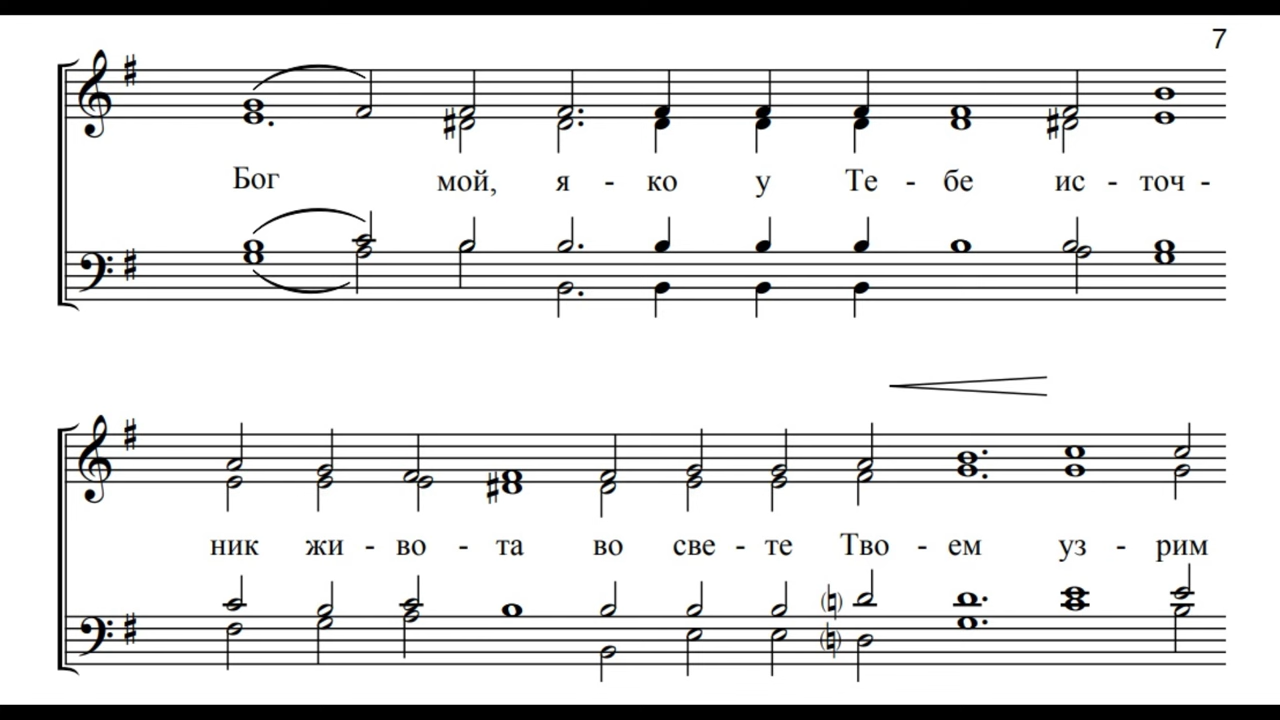 7
Бог мой, я - ко у Те - бе ис - точ -
ник жи - во - та во све - те Тво - ем уз - рим